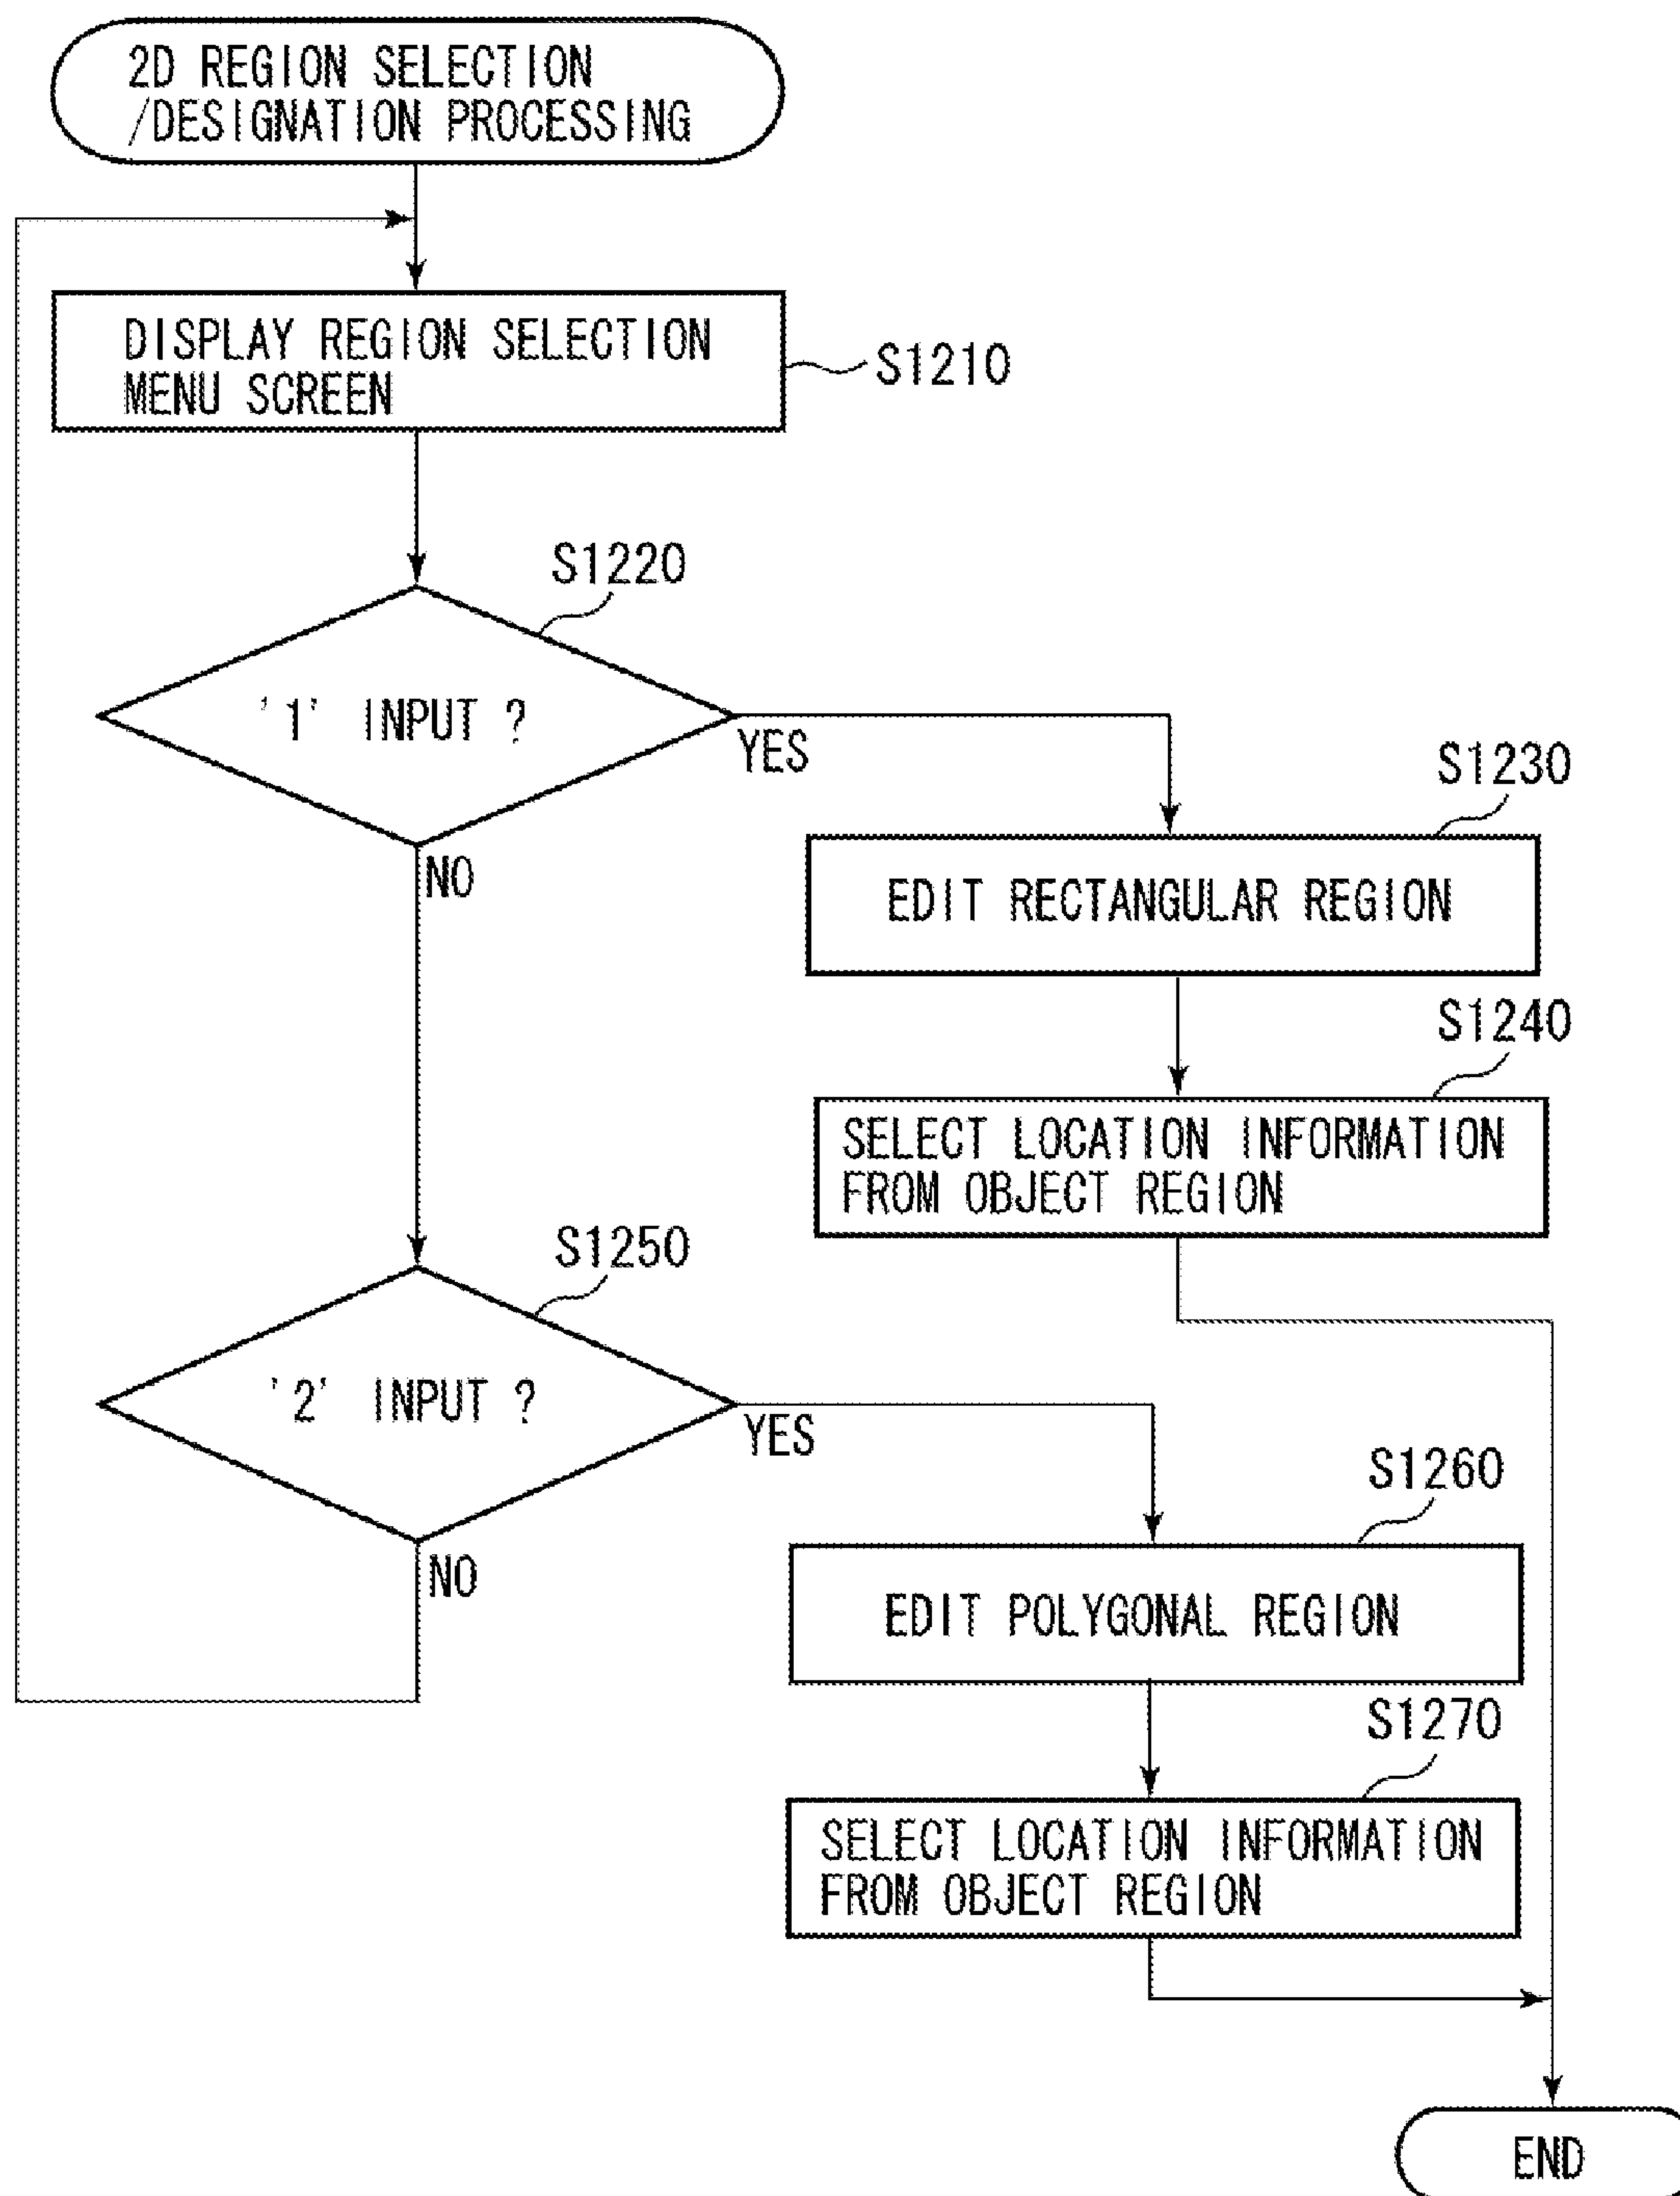 2D REGION SELECTION
/DESIGNATION PROCESSING
DISPLAY REGION SELECTION
MENU SCREEN
S1210
S1220
'1' INPUT ?
YES
NO
S1230
EDIT RECTANGULAR REGION
S1240
SELECT LOCATION INFORMATION
FROM OBJECT REGION
S1250
'2' INPUT ?
YES
NO
S1260
EDIT POLYGONAL REGION
S1270
SELECT LOCATION INFORMATION
FROM OBJECT REGION
END